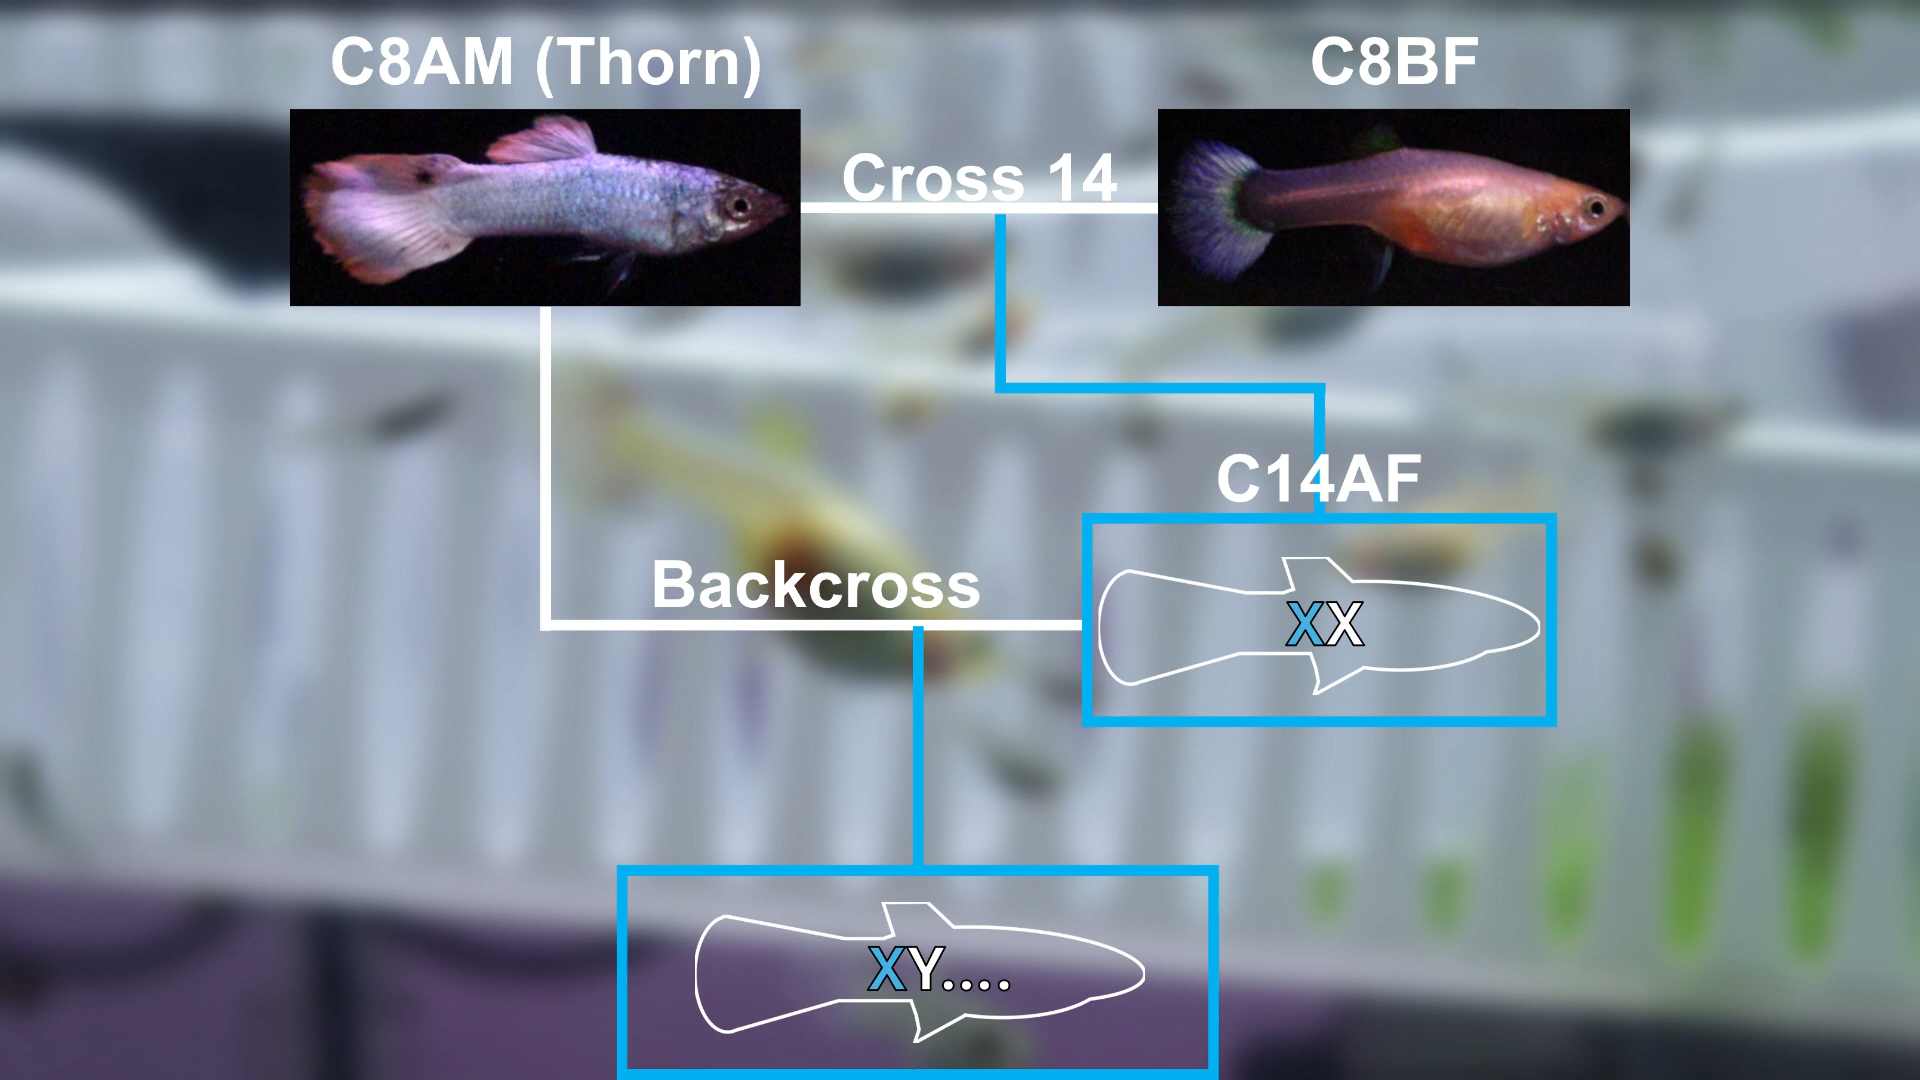 C8AM (Thorn)
C8BF
Cross 14
C14AF
Backcross
XX
XY....